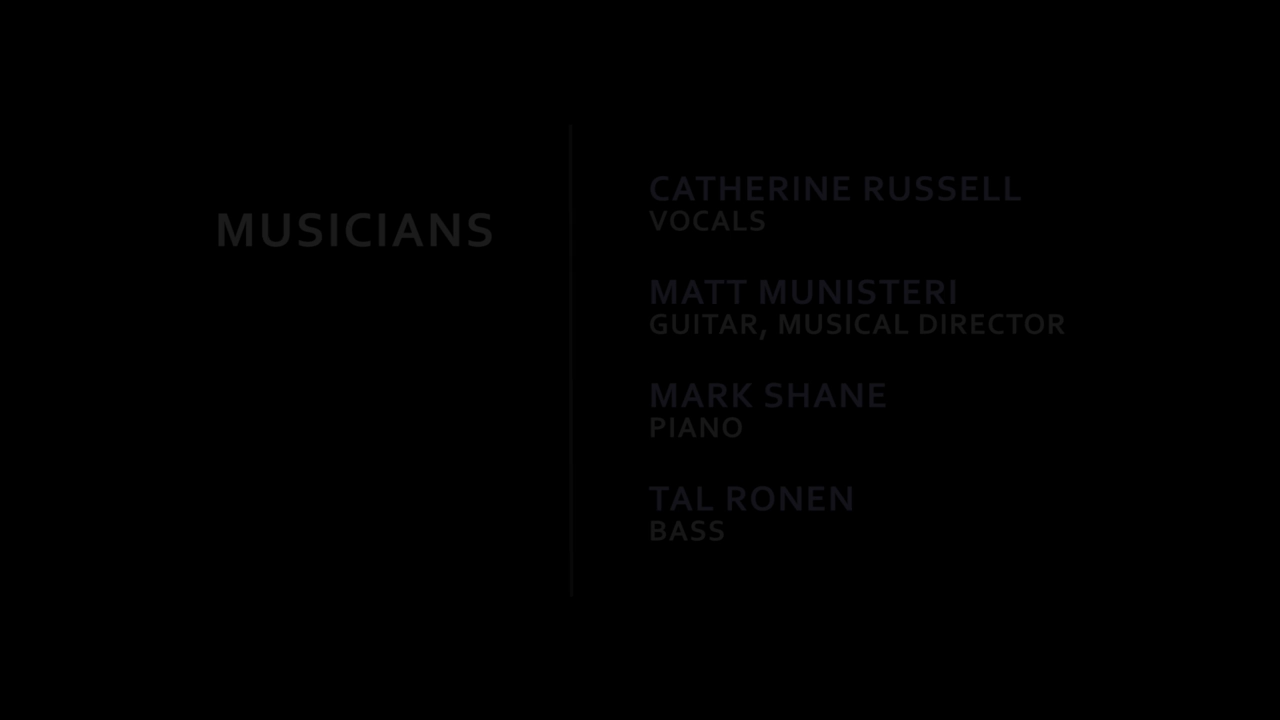 MUSICIANS
CATHERINE RUSSELL
VOCALS
MATT MUNISTERI
GUITAR, MUSICAL DIRECTOR
MARK SHANE
PIANO
TAL RONEN
BASS